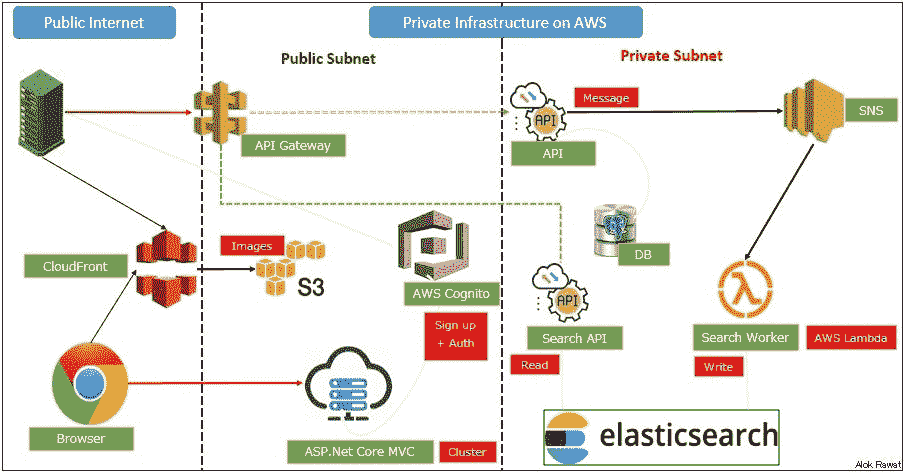 Public Internet
Private Infrastructure on AWS
Public Subnet
Private Subnet
API Gateway
Message
API
API
SNS
CloudFront
Images
S3
AWS Cognito
Sign up
+ Auth
DB
API
Search API
Read
Search Worker
AWS Lambda
Write
Browser
ASP.Net Core MVC
Cluster
elasticsearch
Alok Rawat